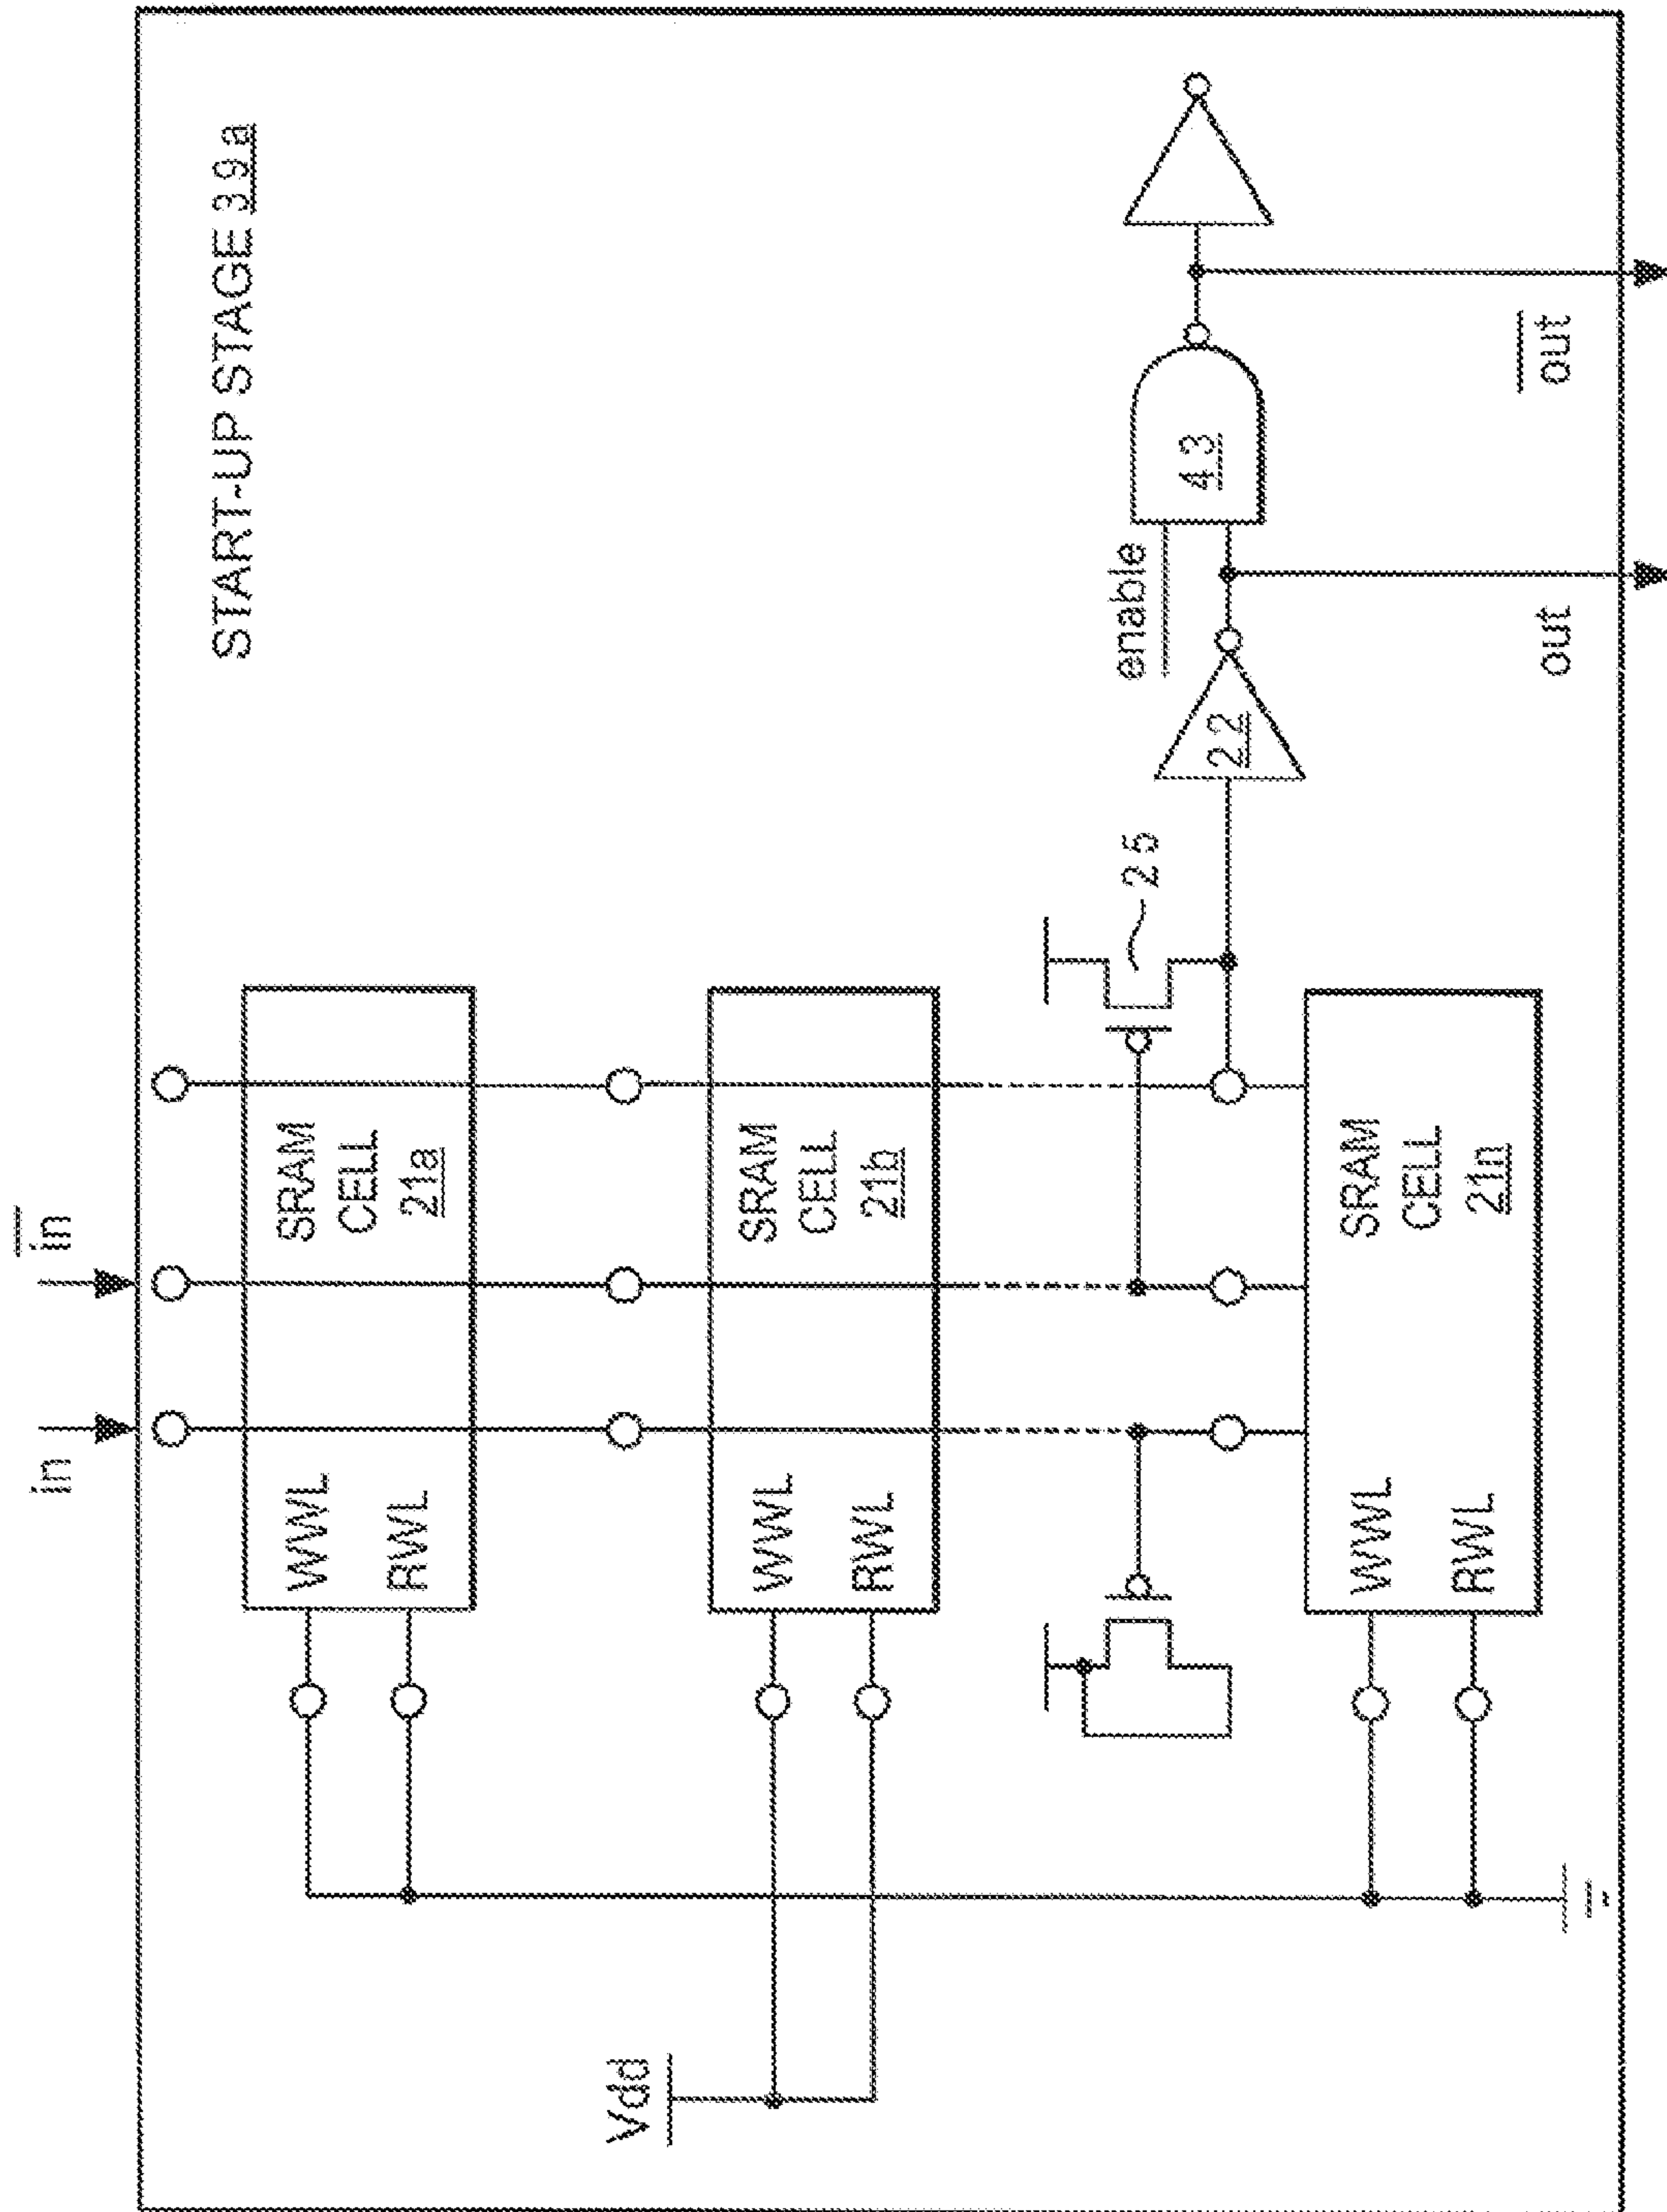 START-UP STAGE 39a
in
in
WWL
RWL
SRAM
CELL
21a
Vdd
WWL
RWL
SRAM
CELL
21b
25
22
enable
43
WWL
RWL
SRAM
CELL
21n
out
out